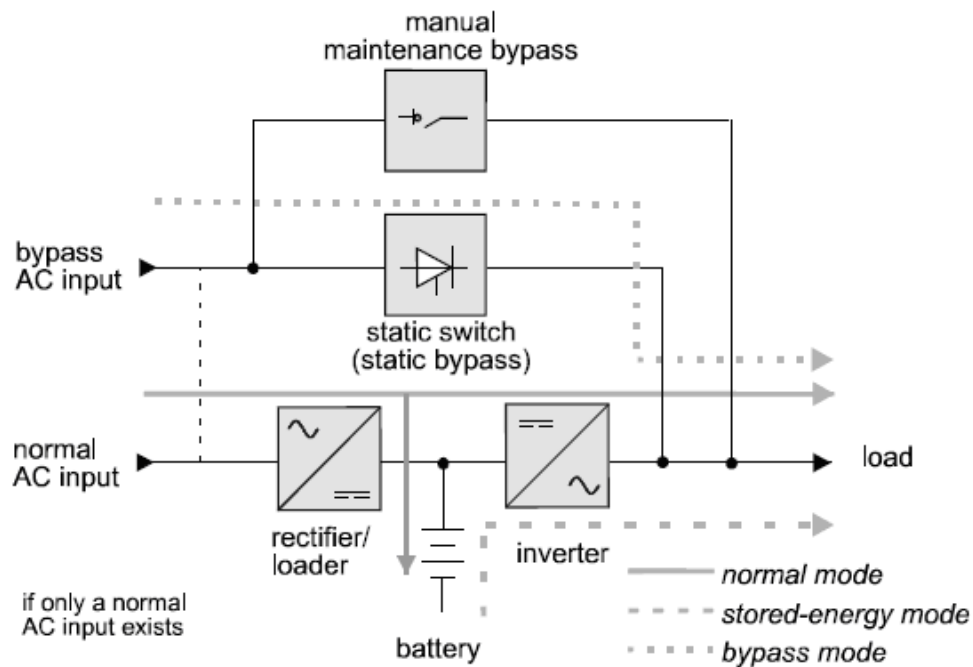 manual
maintenance bypass
bypass
AC input
static switch
(static bypass)
normal
AC input
load
rectifier/
loader
inverter
battery
if only a normal
AC input exists
normal mode
stored-energy mode
bypass mode